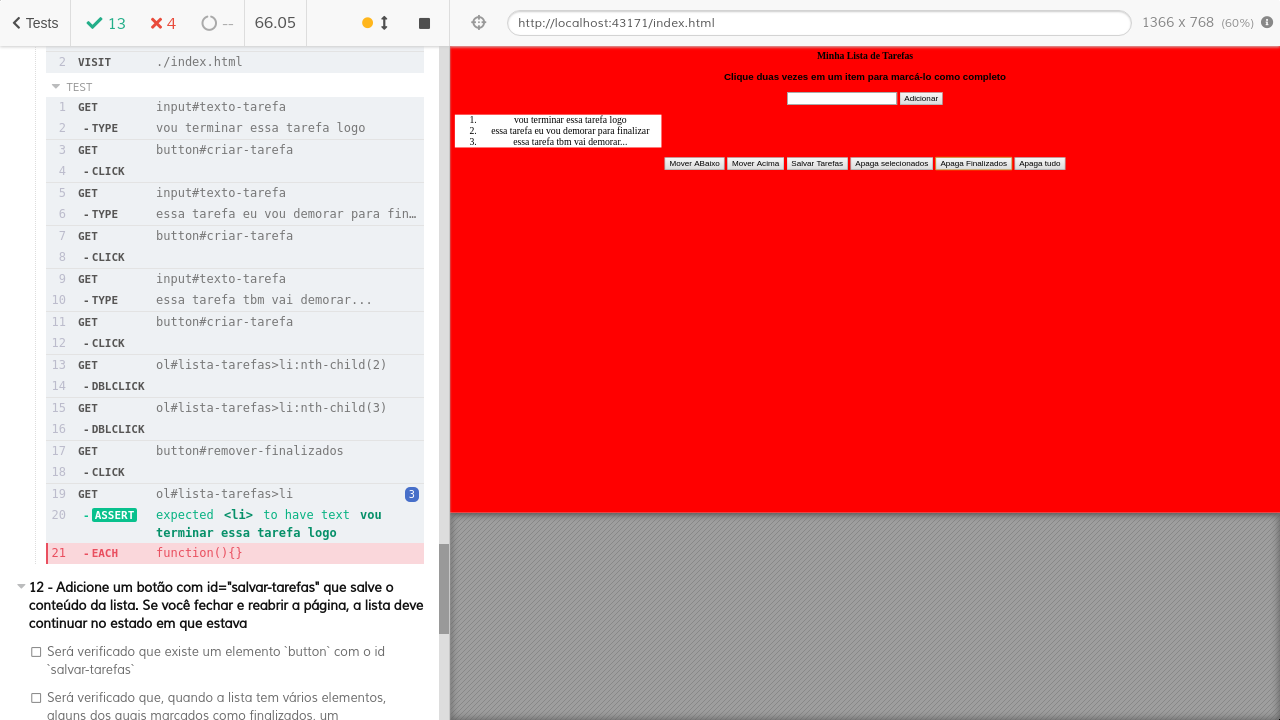 Tests
13
4
--
66.05
http://localhost:43171/index.html
1366 x 768 (60%)
VISIT /index.html
TEST
1 GET input#texto-tarefa
2 - TYPE vou terminar essa tarefa logo
3 GET button#criar-tarefa
4 - CLICK
5 GET input#texto-tarefa
6 - TYPE essa tarefa eu vou demorar para fin…
7 GET button#criar-tarefa
8 - CLICK
9 GET input#texto-tarefa
10 - TYPE essa tarefa tbm vai demorar...
11 GET button#criar-tarefa
12 - CLICK
13 GET ol#lista-tarefas>li:nth-child(2)
14 - DBLCLICK
15 GET ol#lista-tarefas>li:nth-child(3)
16 - DBLCLICK
17 GET button#remover-finalizados
18 - CLICK
19 GET ol#lista-tarefas>li 3
20 - ASSERT expected <li> to have text vou
terminar essa tarefa logo
21 - EACH function(){}
12 - Adicione um botão com id="salvar-tarefas" que salve o
conteúdo da lista. Se você fechar e reabrir a página, a lista deve
continuar no estado em que estava
Será verificado que existe um elemento `button` com o id
`salvar-tarefas`
Será verificado que, quando a lista tem vários elementos,
alguns dos quais marcados como finalizados, um
Minha Lista de Tarefas
Clique duas vezes em um item para marcá-lo como completo
Adicionar
1. vou terminar essa tarefa logo
2. essa tarefa eu vou demorar para finalizar
3. essa tarefa tbm vai demorar...
Mover ABaixo Mover Acima Salvar Tarefas Apaga selecionados Apaga Finalizados Apaga tudo